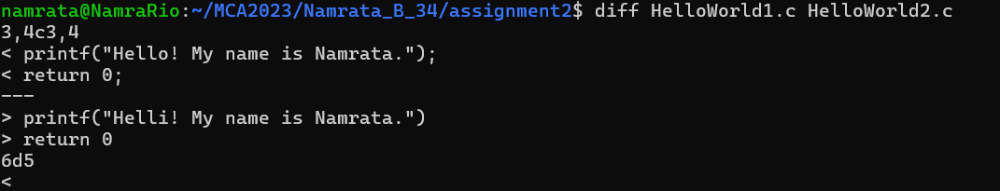 namrata@NamraRio:~/MCA2023/Namrata_B_34/assignment2$ diff HelloWorld1.c HelloWorld2.c
3,4c3,4
< printf("Hello! My name is Namrata.");
< return 0;
---
> printf("Helli! My name is Namrata.")
> return 0
6d5
<